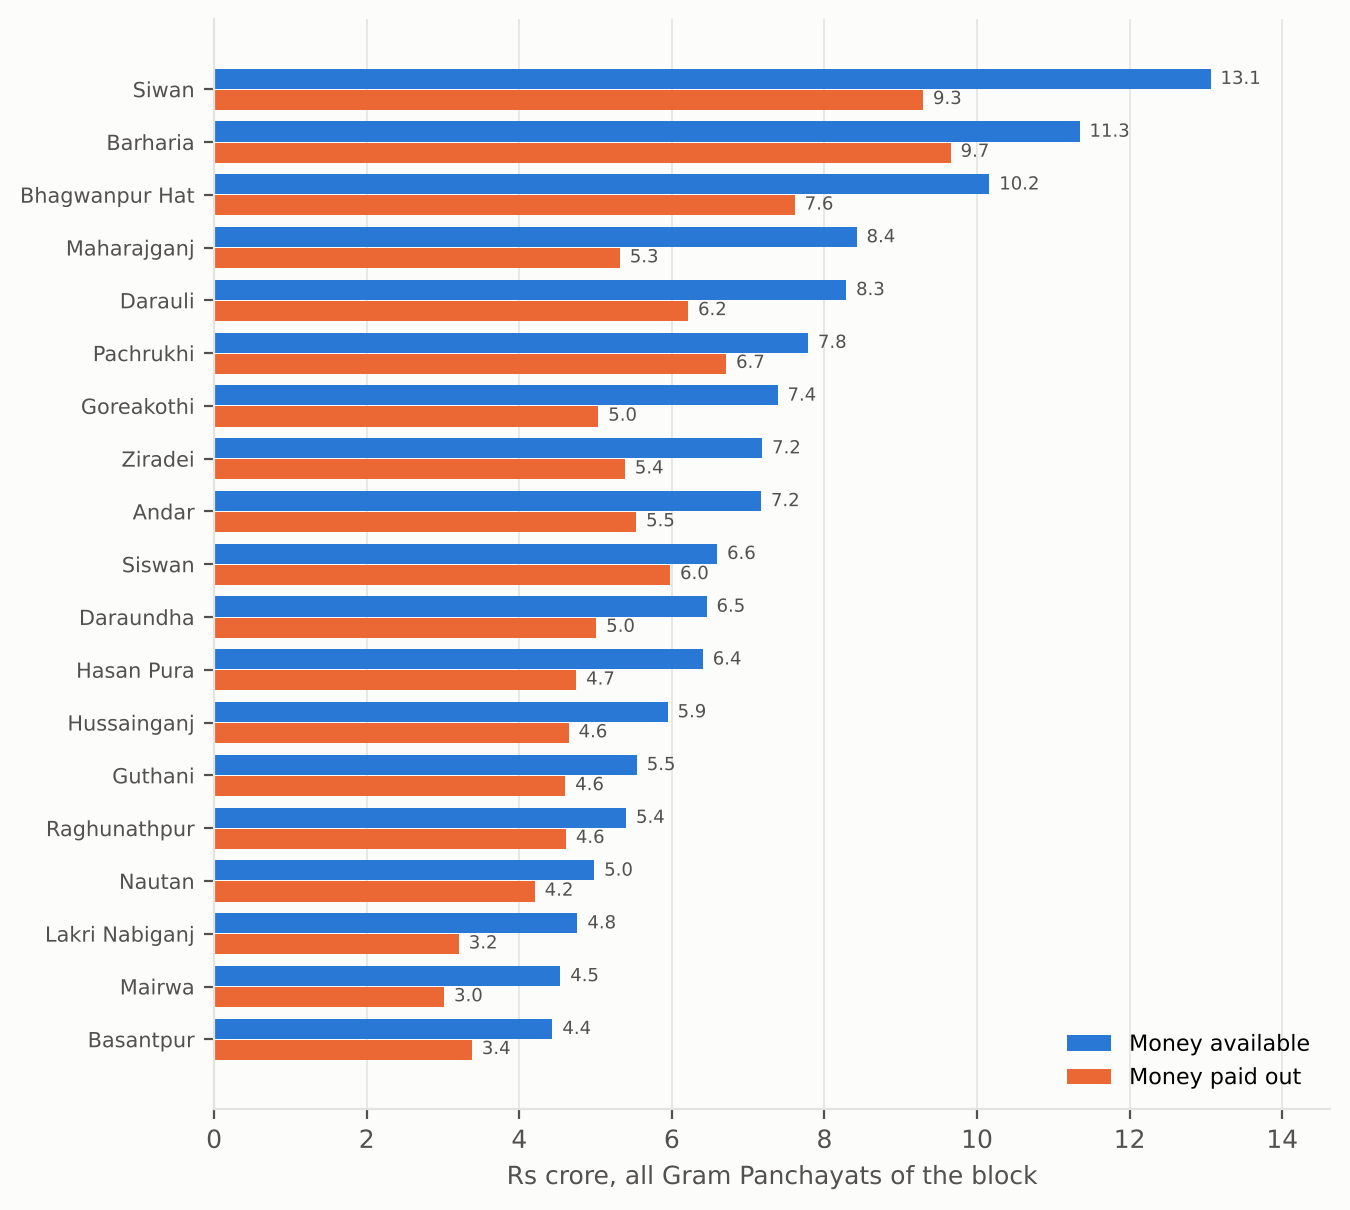 Siwan 13.1
9.3
Barharia 11.3
9.7
Bhagwanpur Hat 10.2
7.6
Maharajganj 8.4
5.3
Darauli 8.3
6.2
Pachrukhi 7.8
6.7
Goreakothi 7.4
5.0
Ziradei 7.2
5.4
Andar 7.2
5.5
Siswan 6.6
6.0
Daraundha 6.5
5.0
Hasan Pura 6.4
4.7
Hussainganj 5.9
4.6
Guthani 5.5
4.6
Raghunathpur 5.4
4.6
Nautan 5.0
4.2
Lakri Nabiganj 4.8
3.2
Mairwa 4.5
3.0
Basantpur 4.4
3.4
Money available
Money paid out
0 2 4 6 8 10 12 14
Rs crore, all Gram Panchayats of the block